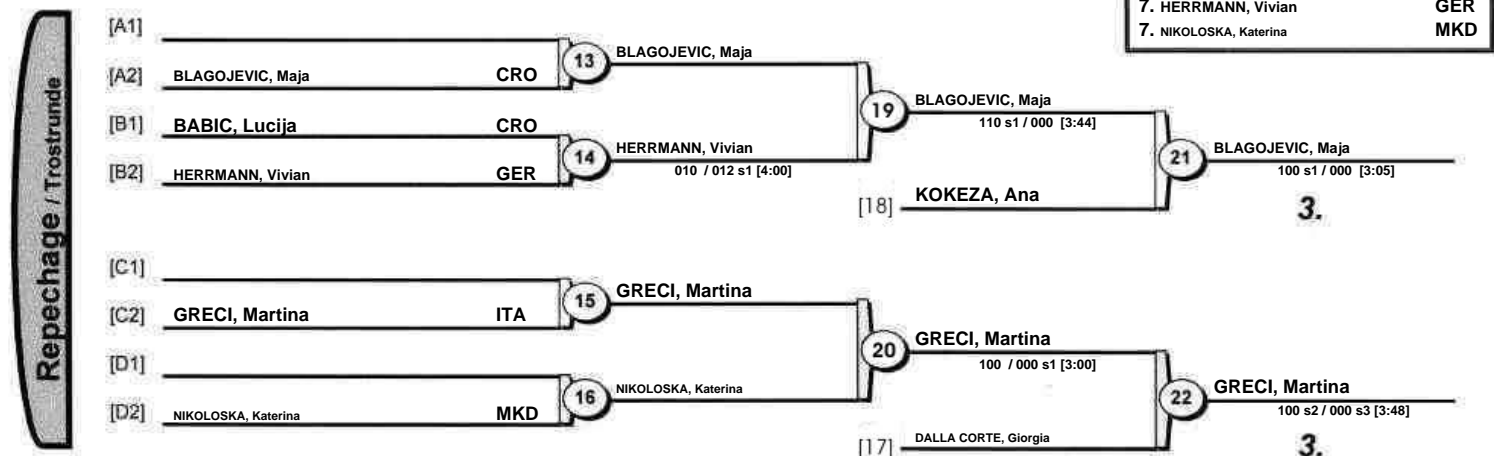 7. HERRMANN, Vivian GER
7. NIKOLOSKA, Katerina MKD
Repechage / Trostrunde
[A1]
[A2] BLAGOJEVIC, Maja CRO
13 BLAGOJEVIC, Maja
[B1] BABIC, Lucija CRO
[B2] HERRMANN, Vivian GER
14 HERRMANN, Vivian
010 / 012 s1 [4:00]
19 BLAGOJEVIC, Maja
110 s1 / 000 [3:44]
[18] KOKEZA, Ana
21 BLAGOJEVIC, Maja
100 s1 / 000 [3:05]
3.
[C1]
[C2] GRECI, Martina ITA
15 GRECI, Martina
[D1]
[D2] NIKOLOSKA, Katerina MKD
16 NIKOLOSKA, Katerina
20 GRECI, Martina
100 / 000 s1 [3:00]
[17] DALLA CORTE, Giorgia
22 GRECI, Martina
100 s2 / 000 s3 [3:48]
3.